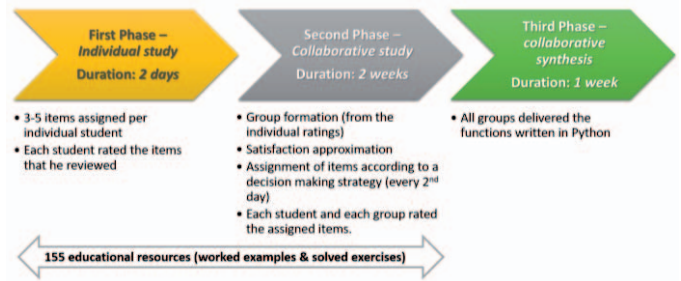 First Phase –
Individual study
Duration: 2 days
Second Phase –
Collaborative study
Duration: 2 weeks
Third Phase –
collaborative
synthesis
Duration: 1 week
• 3-5 items assigned per
individual student
• Each student rated the items
that he reviewed
• Group formation (from the
individual ratings)
• Satisfaction approximation
• Assignment of items according to a
decision making strategy (every 2nd
day)
• Each student and each group rated
the assigned items.
• All groups delivered the
functions written in Python
155 educational resources (worked examples & solved exercises)